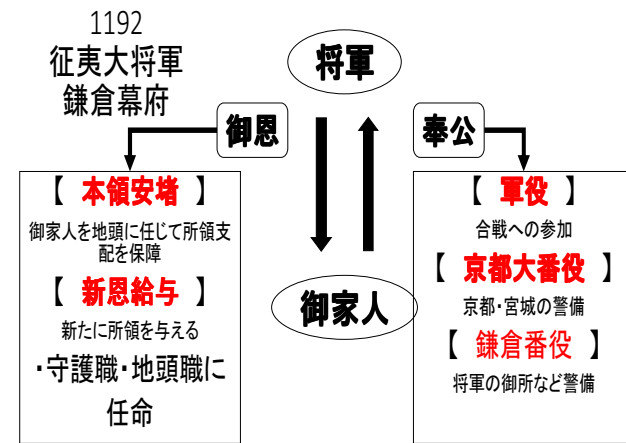 1192
征夷大将軍
鎌倉幕府
将軍
御恩
奉公
【 本領安堵 】
御家人を地頭に任じて所領支
配を保障
【 新恩給与 】
新たに所領を与える
・守護職・地頭職に
任命
御家人
【 軍役 】
合戦への参加
【 京都大番役 】
京都・宮城の警備
【 鎌倉番役 】
将軍の御所など警備